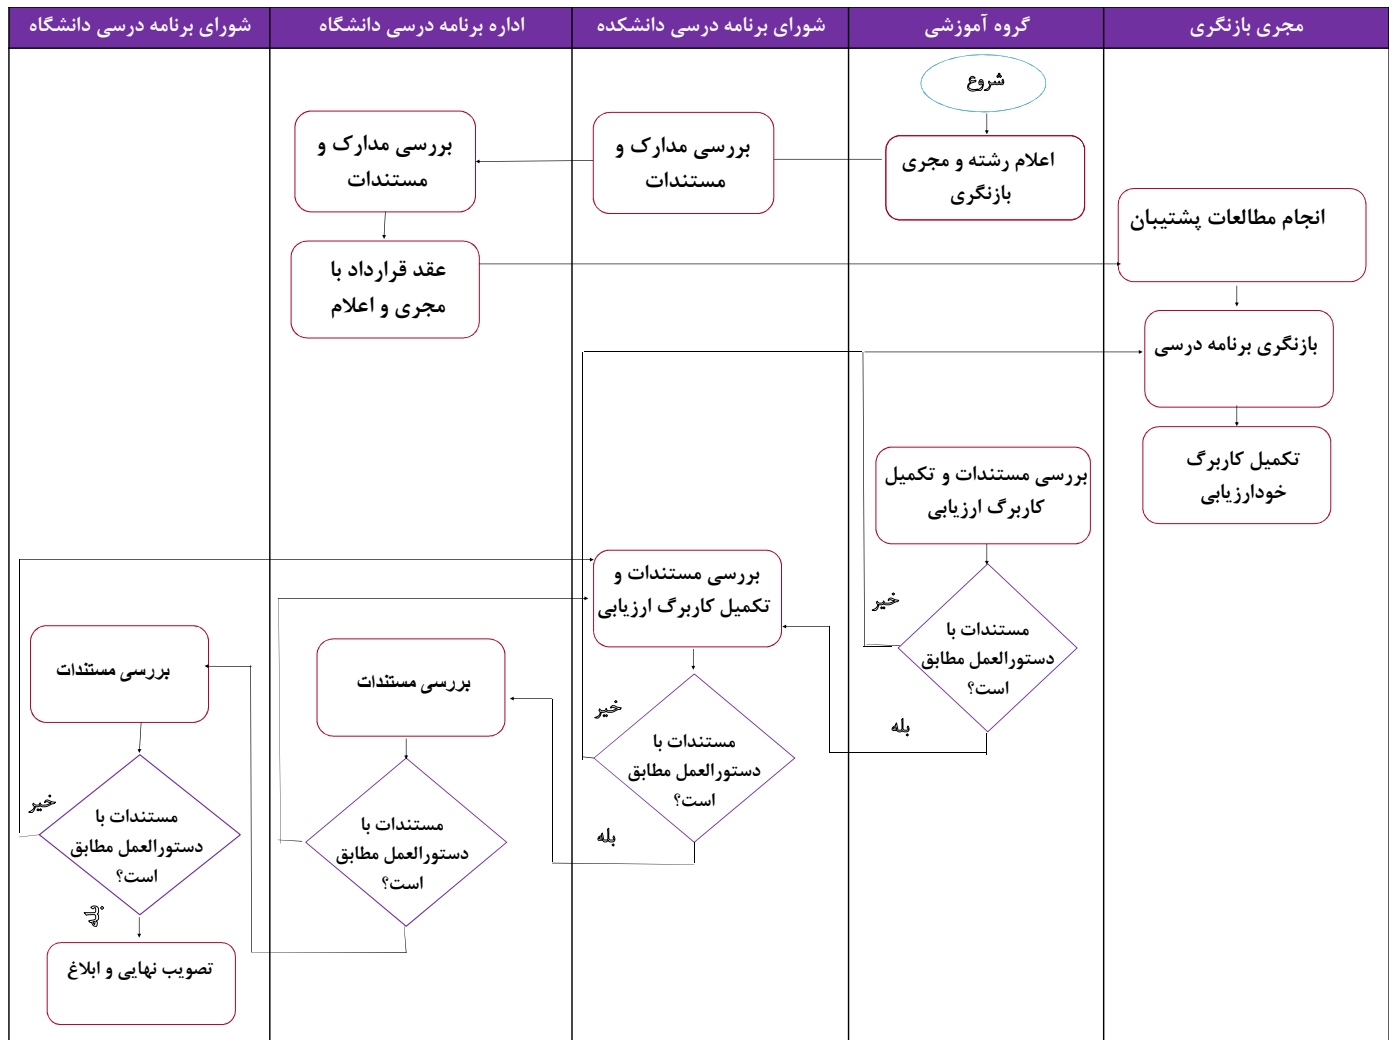 مجری بازنگری
گروه آموزشی
شورای برنامه درسی دانشکده
اداره برنامه درسی دانشگاه
شورای برنامه درسی دانشگاه
شروع
اعلام رشته و مجری
بازنگری
بررسی مدارک و
مستندات
بررسی مدارک و
مستندات
عقد قرارداد با
مجری و اعلام
انجام مطالعات پشتیبان
بازنگری برنامه درسی
تکمیل کاربرگ
خودارزیابی
بررسی مستندات و تکمیل
کاربرگ ارزیابی
خیر
مستندات با
دستورالعمل مطابق
است؟
بله
بررسی مستندات و
تکمیل کاربرگ ارزیابی
خیر
مستندات با
دستورالعمل مطابق
است؟
بله
بررسی مستندات
مستندات با
دستورالعمل مطابق
است؟
بررسی مستندات
خیر
مستندات با
دستورالعمل مطابق
است؟
بله
تصویب نهایی و ابلاغ